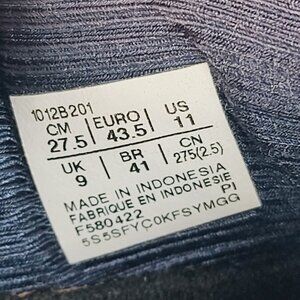 1012B201
CM | EURO | US
27.5 | 43.5 | 11
UK | BR | CN
9 | 41 | 275(2.5)
MADE IN INDONESIA
FABRIQUE EN INDONESIE
F580422 PI
5S5SFYC0KFSYMGG